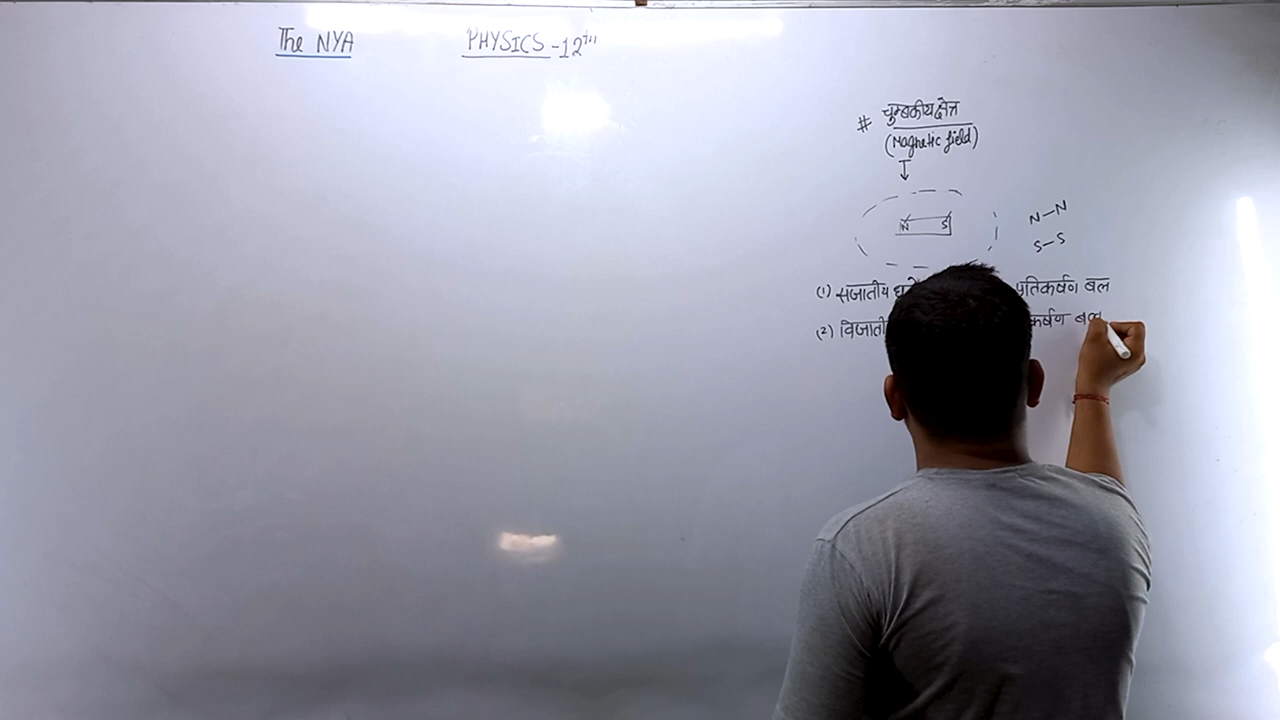 The NYA
PHYSICS-12th
# चुम्बकीय क्षेत्र
(Magnetic field)
N S
N-N
S-S
(1) सजातीय प्रतिकर्षण बल
(2) विजाती कर्षण बल